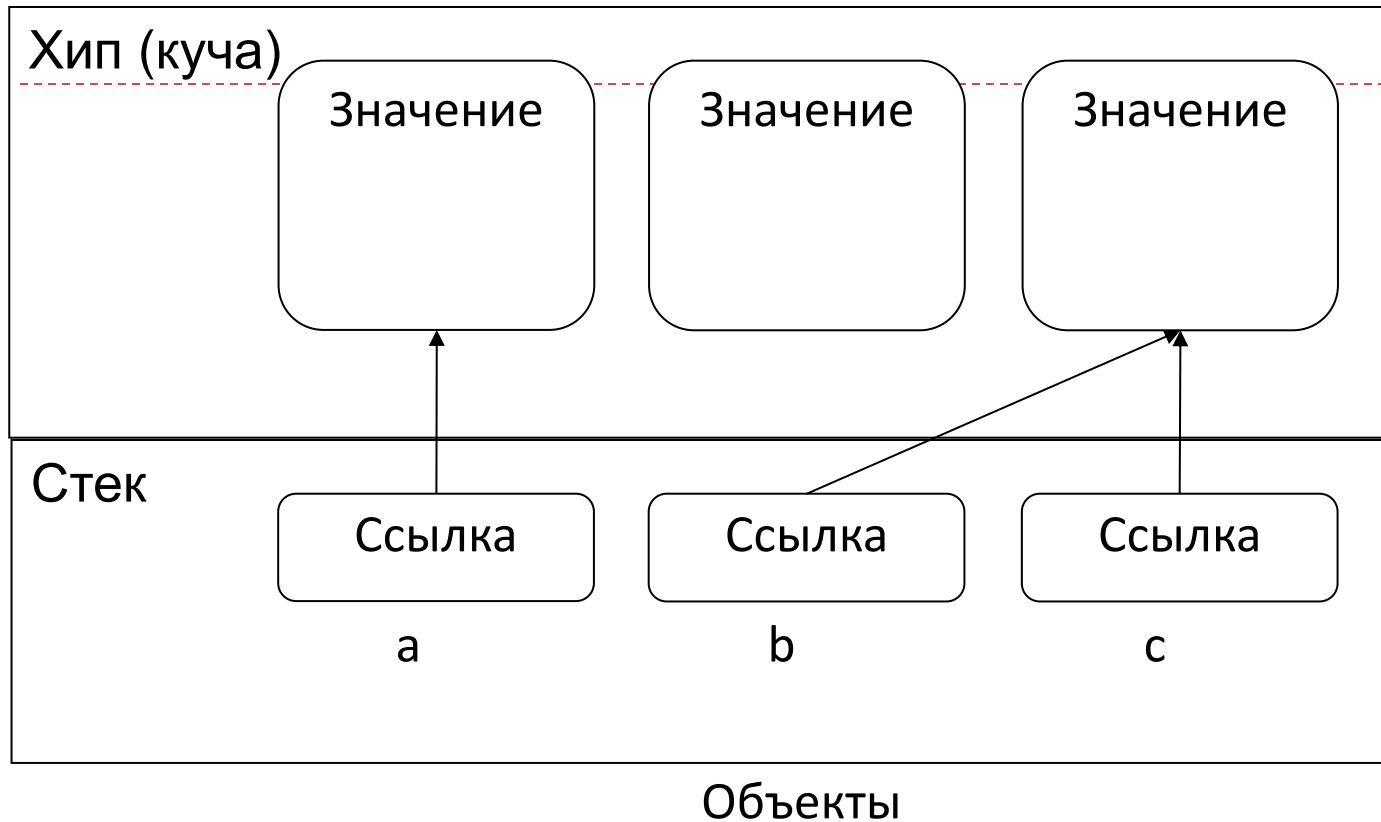 Хип (куча)
Значение Значение Значение
Стек
Ссылка Ссылка Ссылка
a b c
Объекты